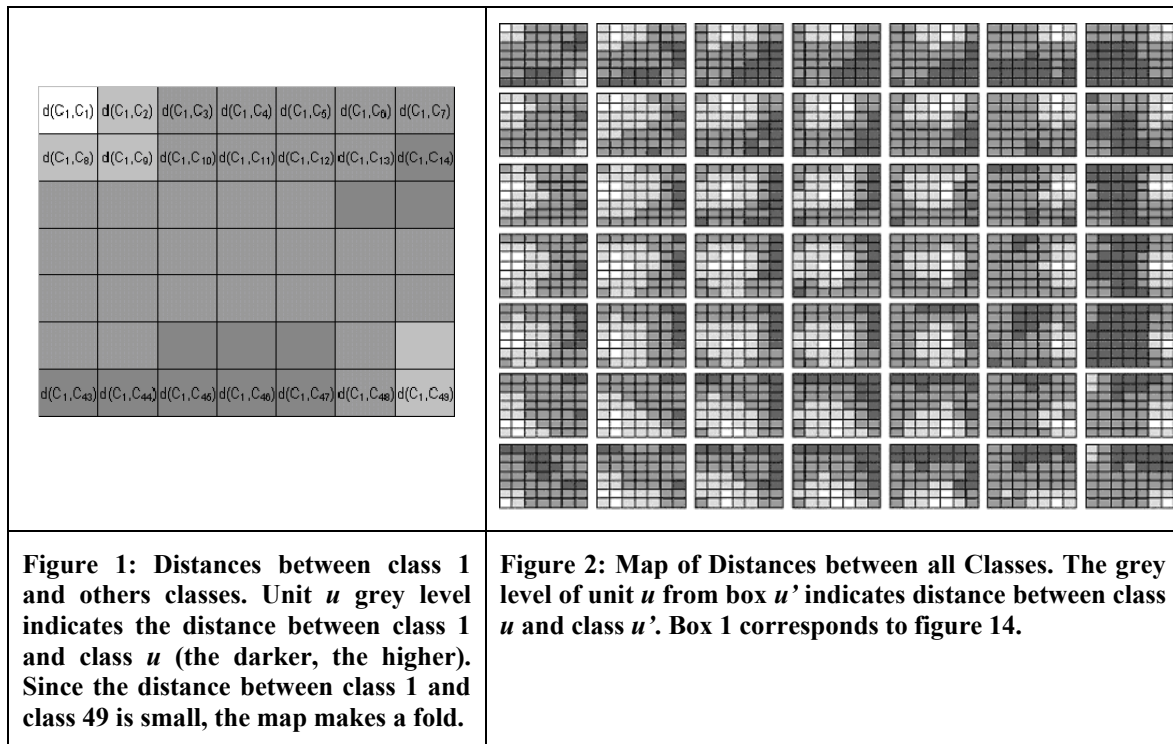 d(C1,C1) d(C1,C2) d(C1,C3) d(C1,C4) d(C1,C5) d(C1,C6) d(C1,C7)
d(C1,C8) d(C1,C9) d(C1,C10) d(C1,C11) d(C1,C12) d(C1,C13) d(C1,C14)
d(C1,C43) d(C1,C44) d(C1,C45) d(C1,C46) d(C1,C47) d(C1,C48) d(C1,C49)
Figure 1: Distances between class 1
and others classes. Unit u grey level
indicates the distance between class 1
and class u (the darker, the higher).
Since the distance between class 1 and
class 49 is small, the map makes a fold.
Figure 2: Map of Distances between all Classes. The grey
level of unit u from box u’ indicates distance between class
u and class u’. Box 1 corresponds to figure 14.